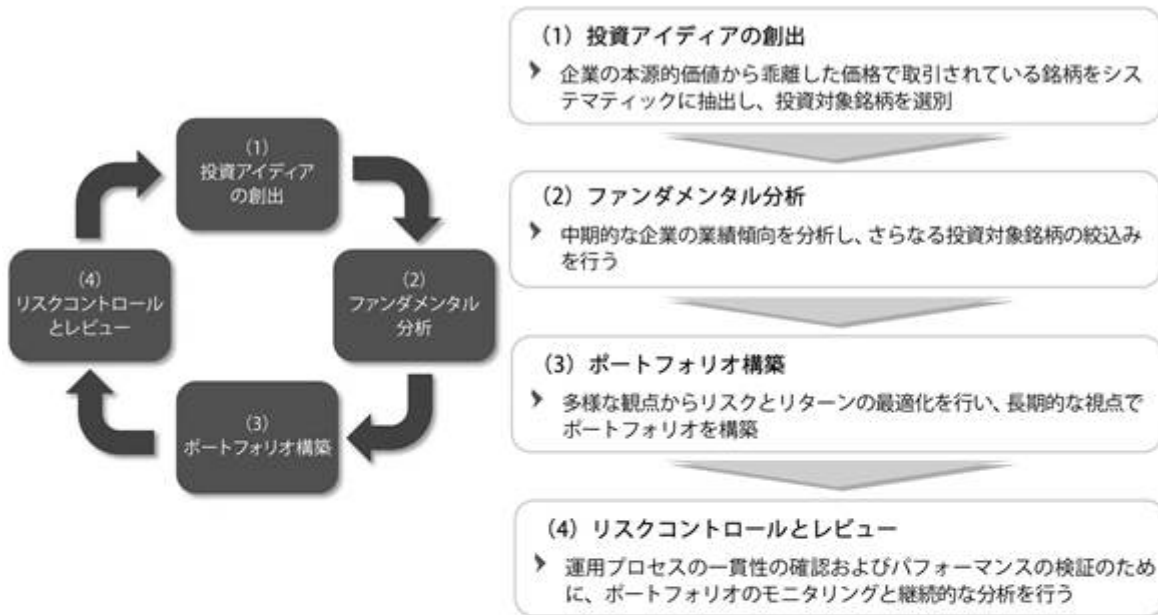 (1)
投資アイディア
の創出
(2)
ファンダメンタル
分析
(3)
ポートフォリオ構築
(4)
リスクコントロール
とレビュー
(1) 投資アイディアの創出
企業の本源的価値から乖離した価格で取引されている銘柄をシス
テマティックに抽出し、投資対象銘柄を選別
(2) ファンダメンタル分析
中期的な企業の業績傾向を分析し、さらなる投資対象銘柄の絞込み
を行う
(3) ポートフォリオ構築
多様な観点からリスクとリターンの最適化を行い、長期的な視点で
ポートフォリオを構築
(4) リスクコントロールとレビュー
運用プロセスの一貫性の確認およびパフォーマンスの検証のため
に、ポートフォリオのモニタリングと継続的な分析を行う